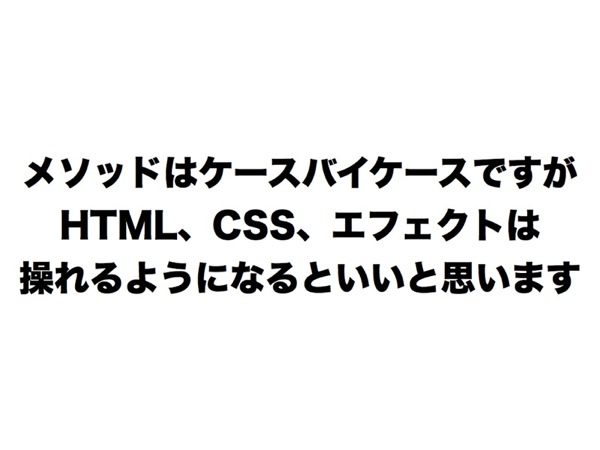 メソッドはケースバイケースですが
HTML、CSS、エフェクトは
操れるようになるといいと思います